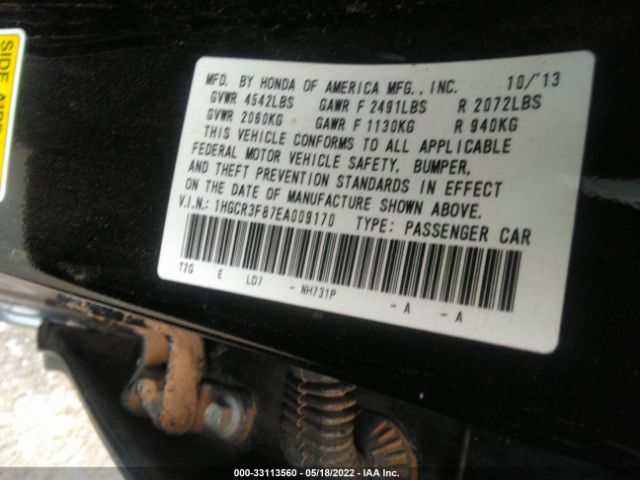 SIDE AIRB
MFD. BY HONDA OF AMERICA MFG., INC. 10/'13
GVWR 4542LBS GAWR F 2491LBS R 2072LBS
GVWR 2060KG GAWR F 1130KG R 940KG
THIS VEHICLE CONFORMS TO ALL APPLICABLE
FEDERAL MOTOR VEHICLE SAFETY, BUMPER,
AND THEFT PREVENTION STANDARDS IN EFFECT
ON THE DATE OF MANUFACTURE SHOWN ABOVE.
V.I.N.: 1HGCR3F87EA009170 TYPE: PASSENGER CAR
T2G E LD7 - NH731P - A - A
000-33113560 - 05/18/2022 - IAA Inc.